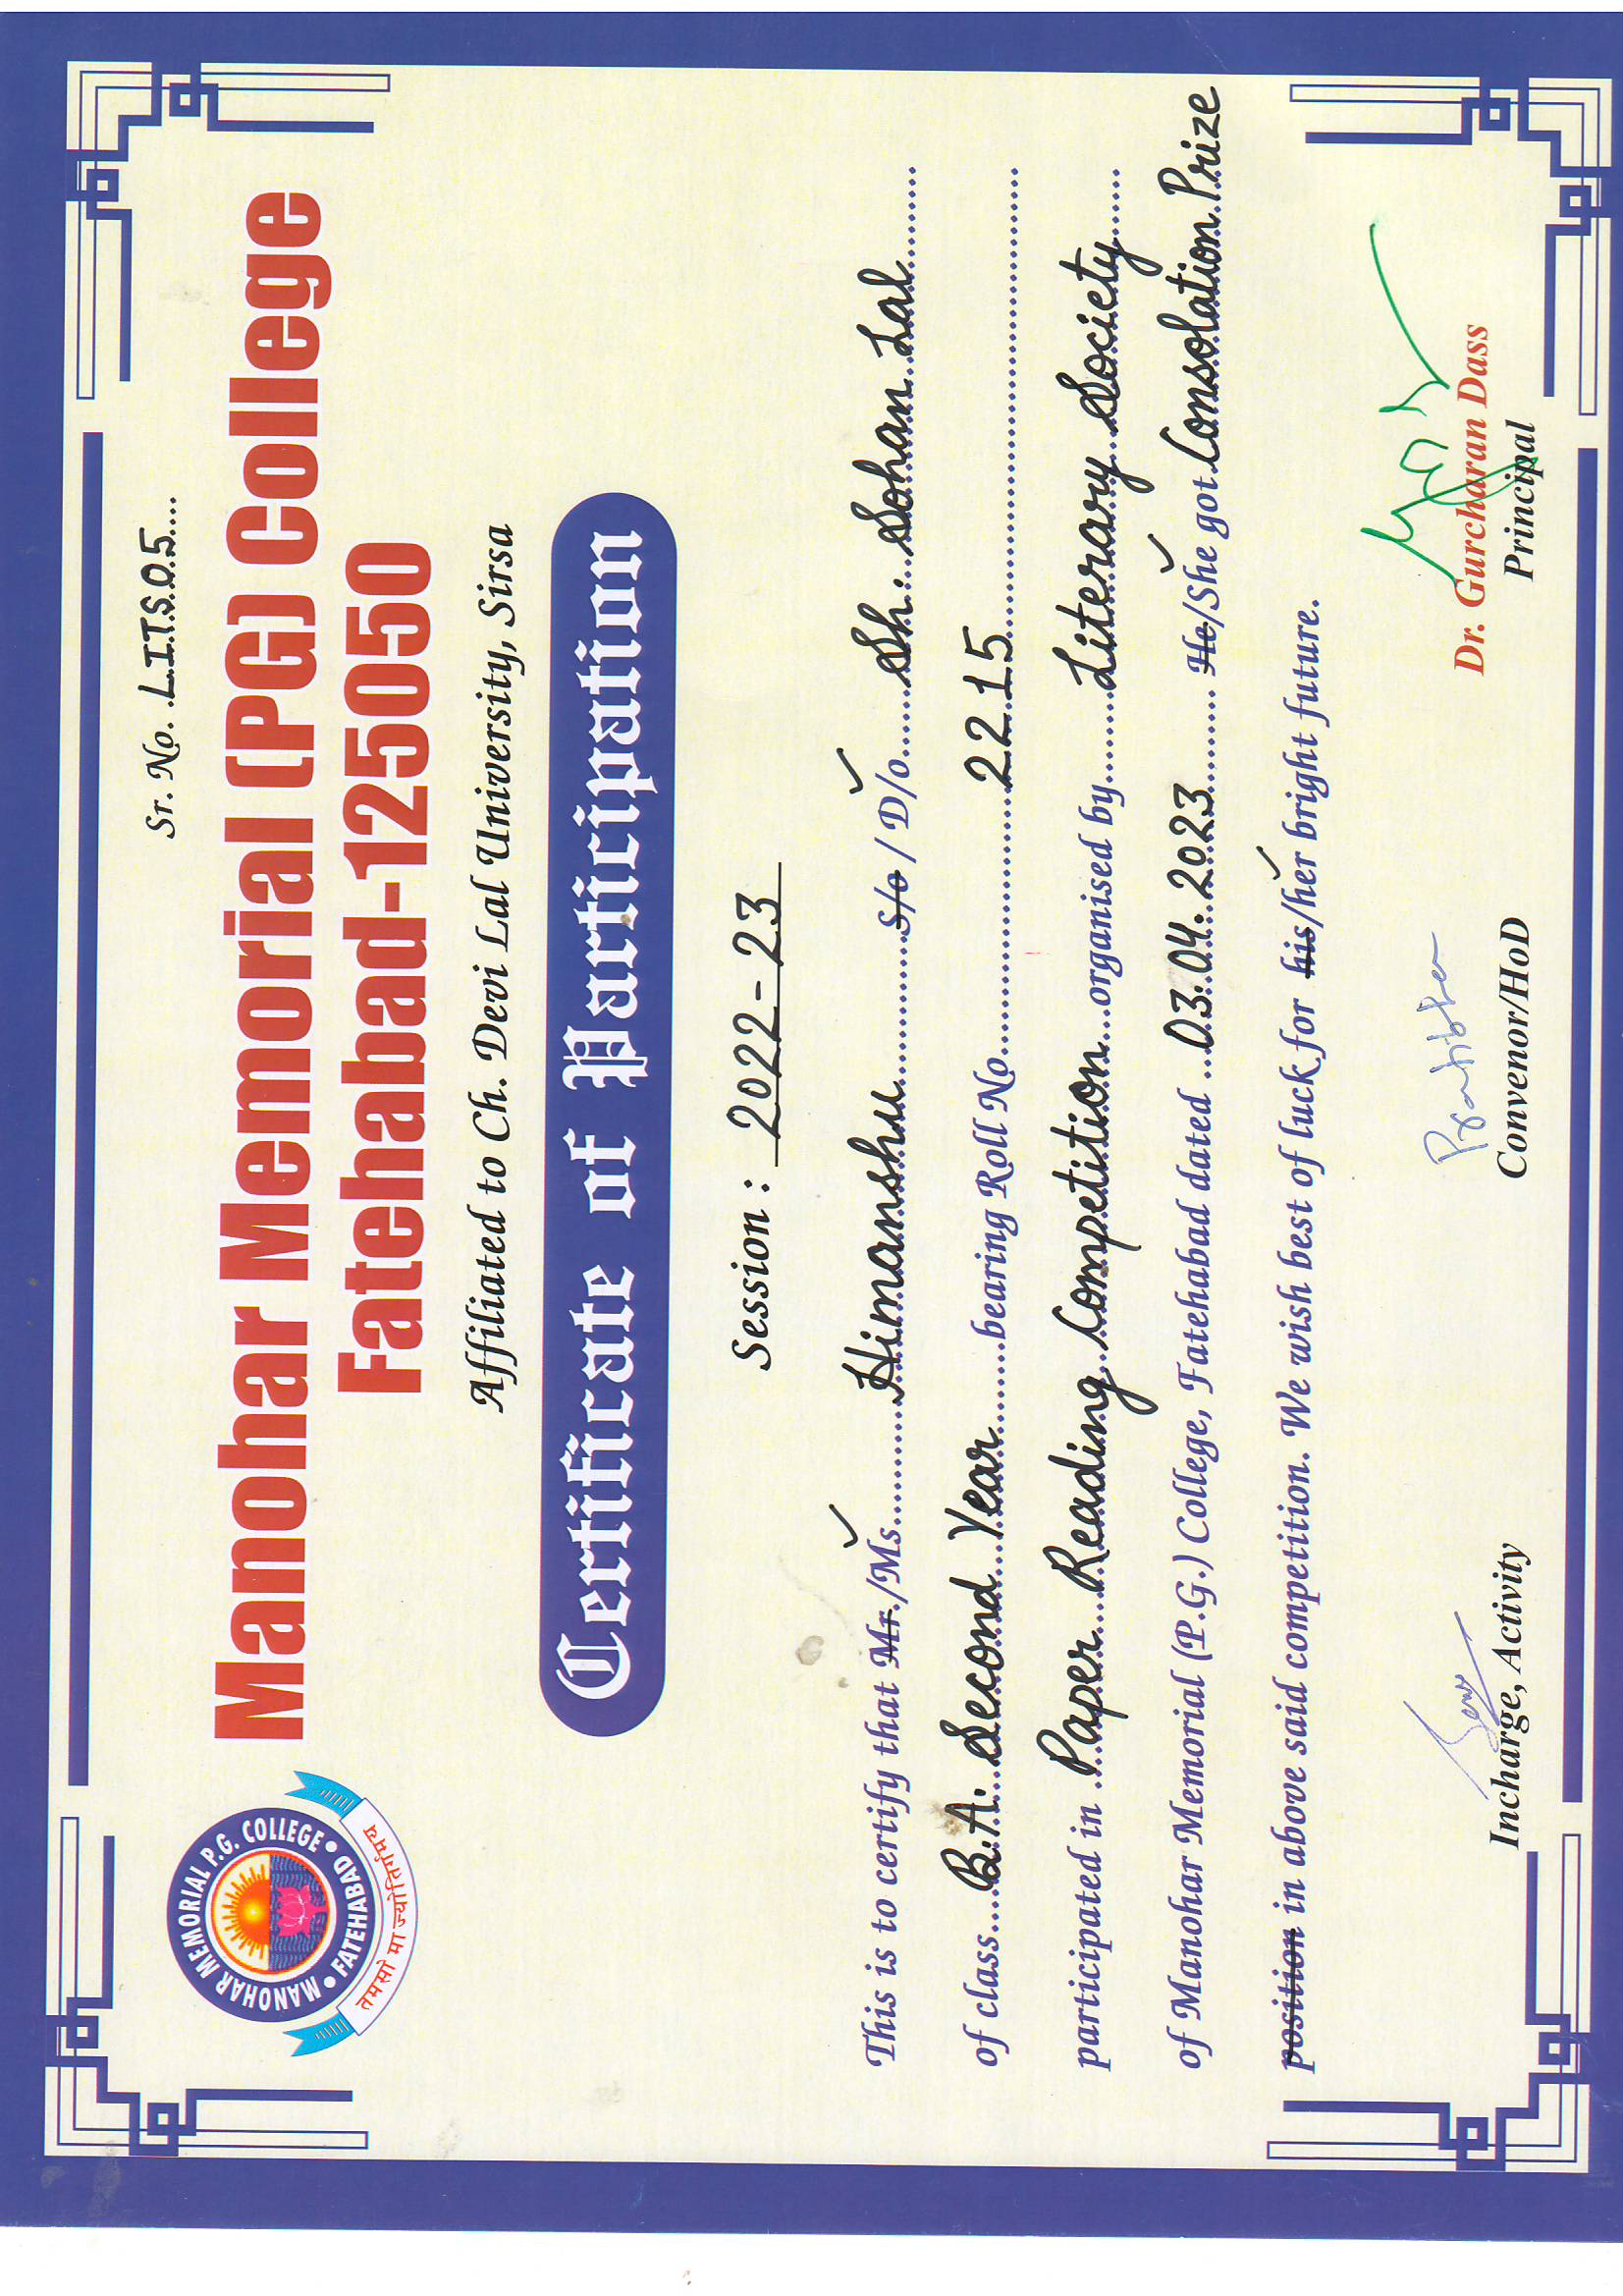 Sr. No. .L.I.T.S.O.5....
Manohar Memorial (PG) College
Fatehabad-125050
MANOHAR MEMORIAL P.G. COLLEGE • FATEHABAD •
तमसो मा ज्योतिर्गमय
Affiliated to Ch. Devi Lal University, Sirsa
Certificate of Participation
Session : 2022-23
This is to certify that Mr./Ms. Himanshu S/o / D/o Sh. Sohan Lal
of class B.A. Second Year bearing Roll No. 2215
participated in Paper Reading Competition organised by Literary Society
of Manohar Memorial (P.G.) College, Fatehabad dated 03.04.2023 He/She got Consolation Prize
position in above said competition. We wish best of luck for his/her bright future.
Pratibha
Dr. Gurcharan Dass
Incharge, Activity Convenor/HoD Principal